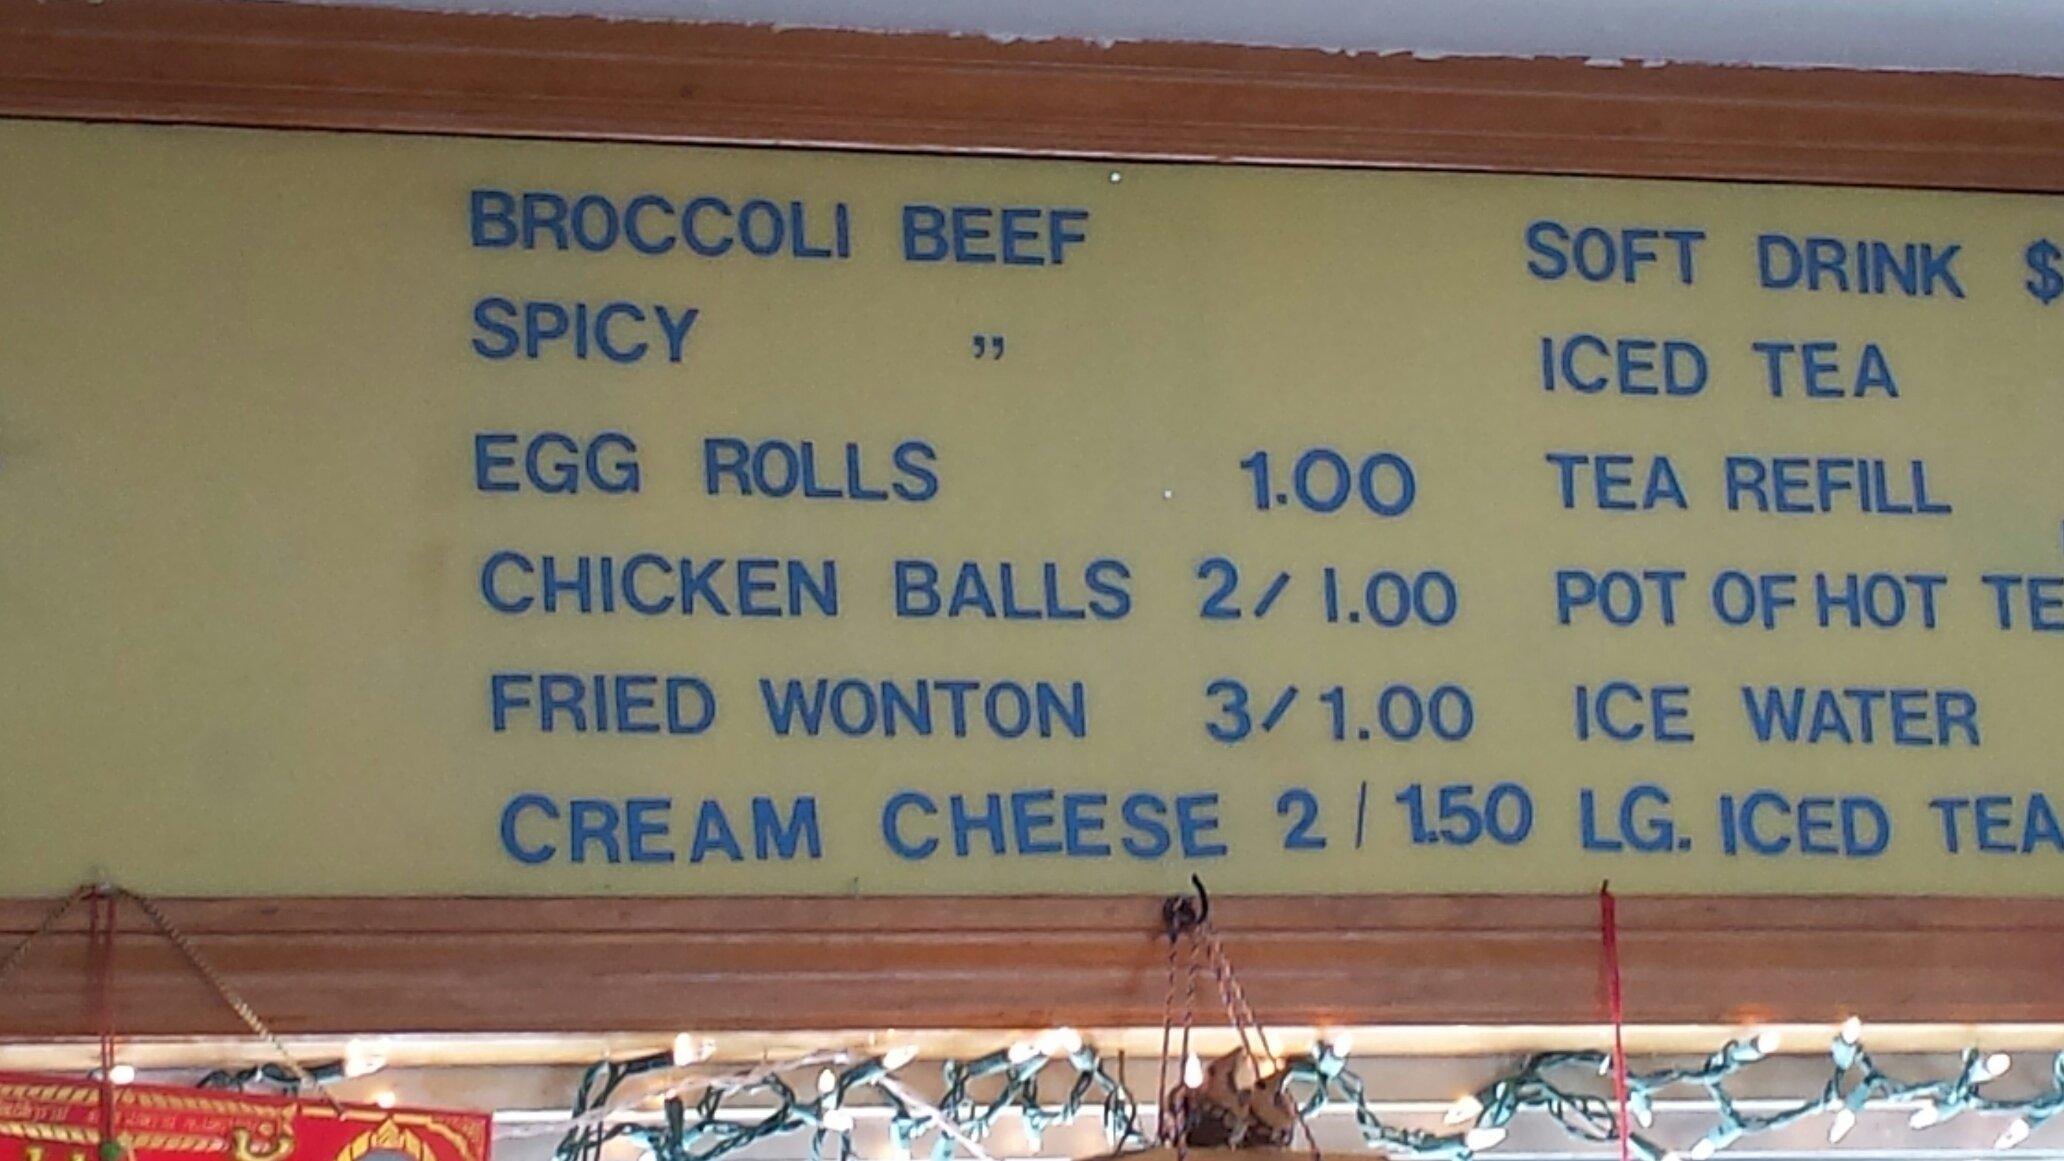 BROCCOLI BEEF
SPICY ”
EGG ROLLS 1.00
CHICKEN BALLS 2/1.00
FRIED WONTON 3/1.00
CREAM CHEESE 2/1.50
SOFT DRINK $
ICED TEA
TEA REFILL
POT OF HOT TE
ICE WATER
LG. ICED TEA